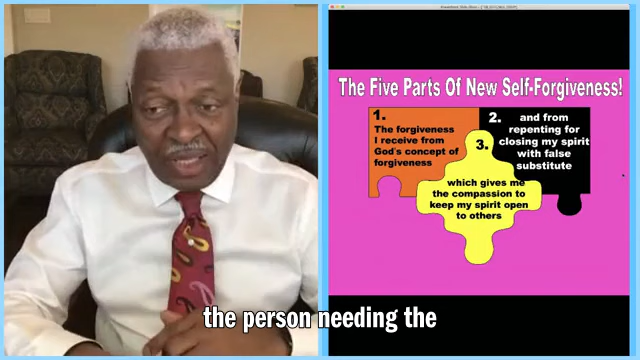 The Five Parts Of New Self-Forgiveness!
1.
The forgiveness
I receive from
God's concept of
forgiveness
2.
and from
repenting for
closing my spirit
with false
substitute
3.
which gives me
the compassion to
keep my spirit open
to others
the person needing the